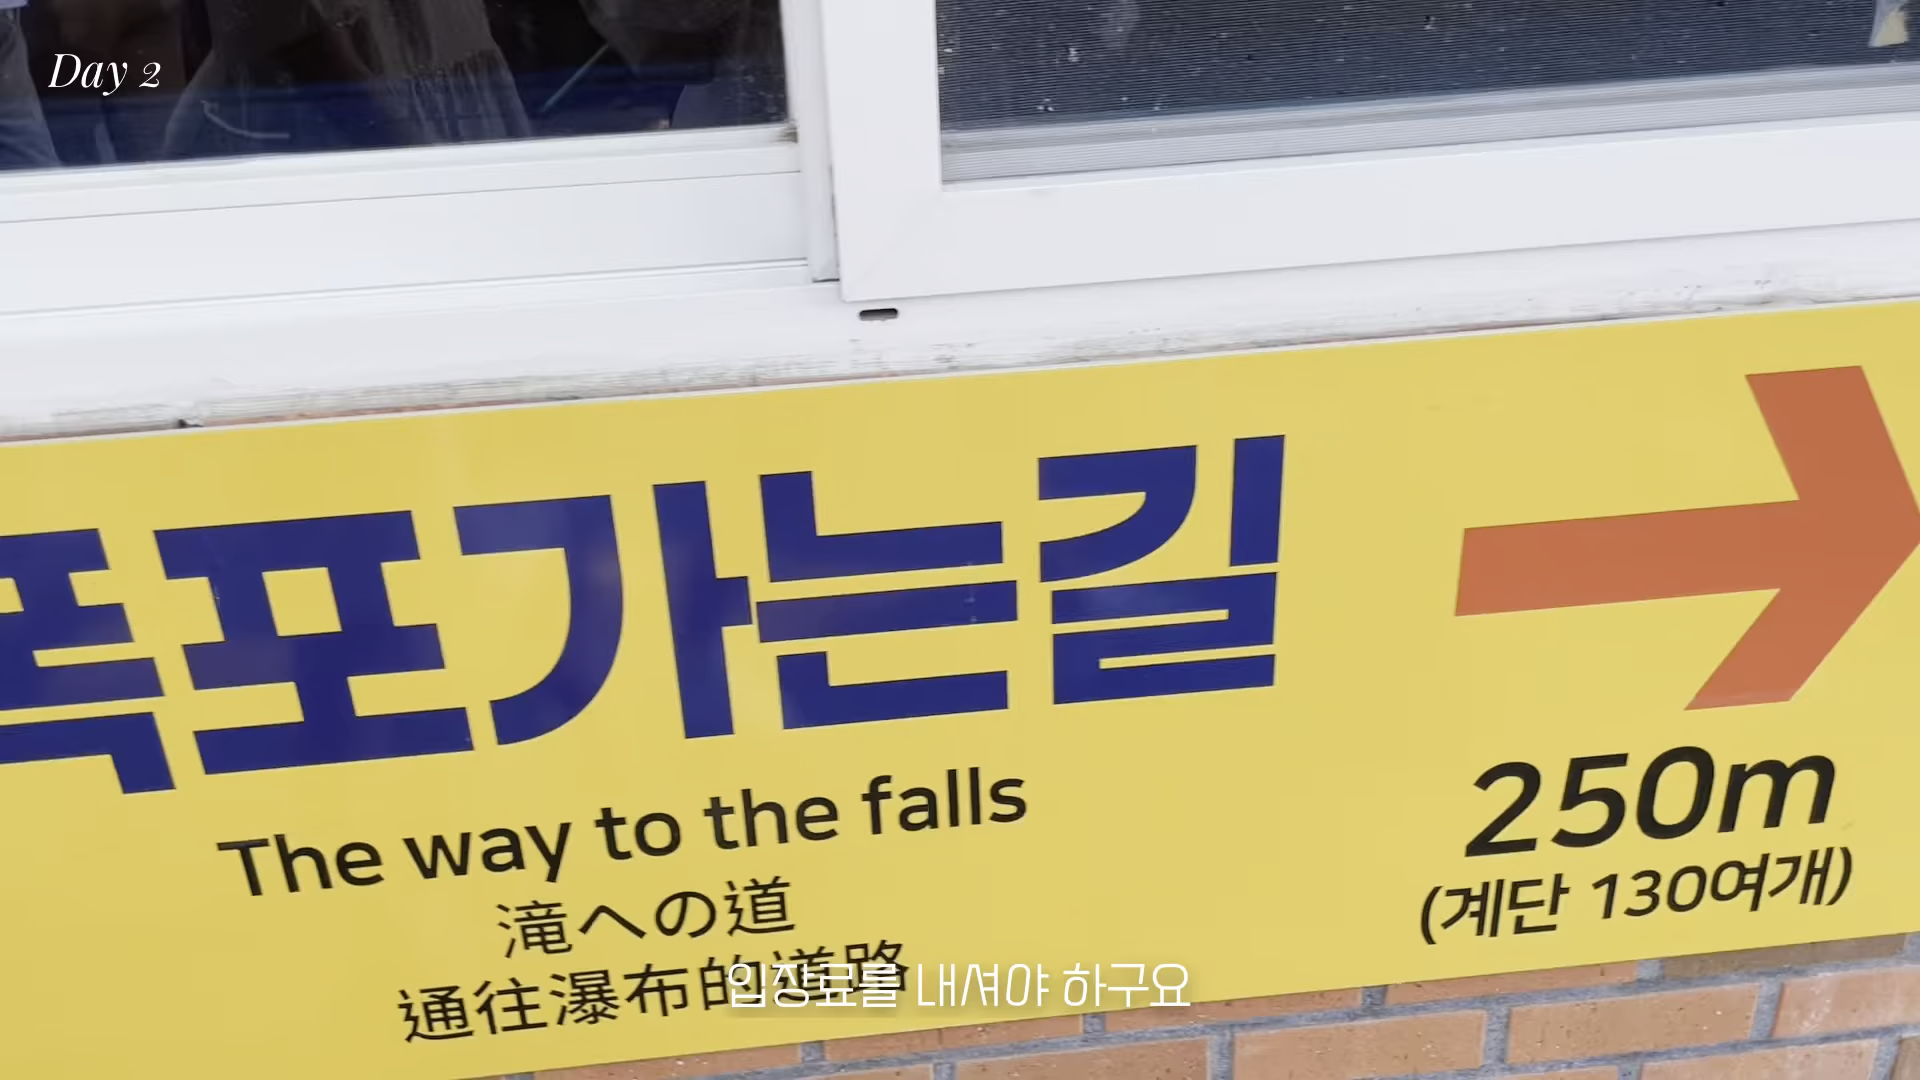 Day 2
폭포가는길
The way to the falls
滝への道
通往瀑布的道路
250m
(계단 130여개)
입장료를 내셔야 하구요